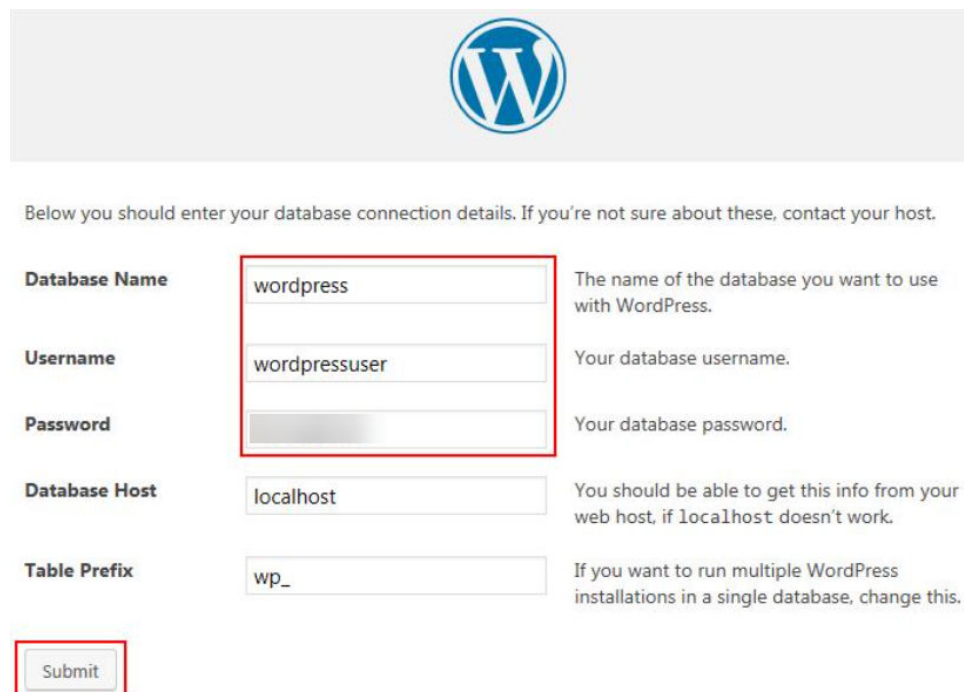 Below you should enter your database connection details. If you're not sure about these, contact your host.
Database Name
wordpress
The name of the database you want to use
with WordPress.
Username
wordpressuser
Your database username.
Password
Your database password.
Database Host
localhost
You should be able to get this info from your
web host, if localhost doesn't work.
Table Prefix
wp_
If you want to run multiple WordPress
installations in a single database, change this.
Submit